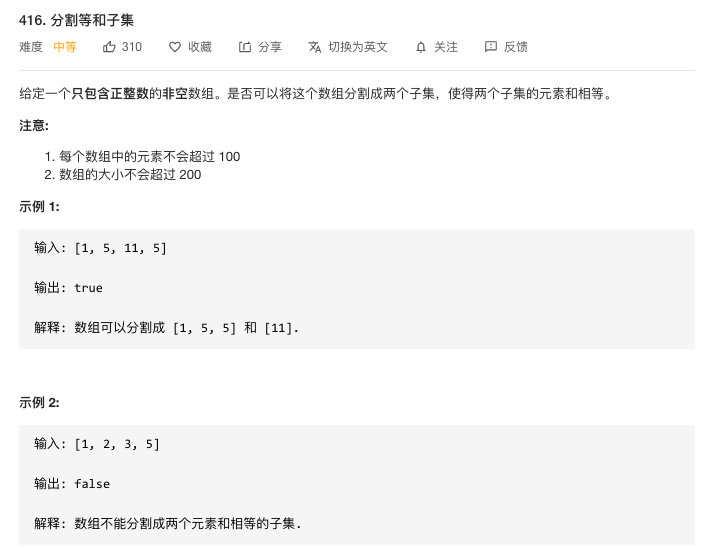 416. 分割等和子集
难度 中等 310 收藏 分享 切换为英文 关注 反馈
给定一个只包含正整数的非空数组。是否可以将这个数组分割成两个子集，使得两个子集的元素和相等。
注意:
1. 每个数组中的元素不会超过 100
2. 数组的大小不会超过 200
示例 1:
输入: [1, 5, 11, 5]
输出: true
解释: 数组可以分割成 [1, 5, 5] 和 [11].
示例 2:
输入: [1, 2, 3, 5]
输出: false
解释: 数组不能分割成两个元素和相等的子集.